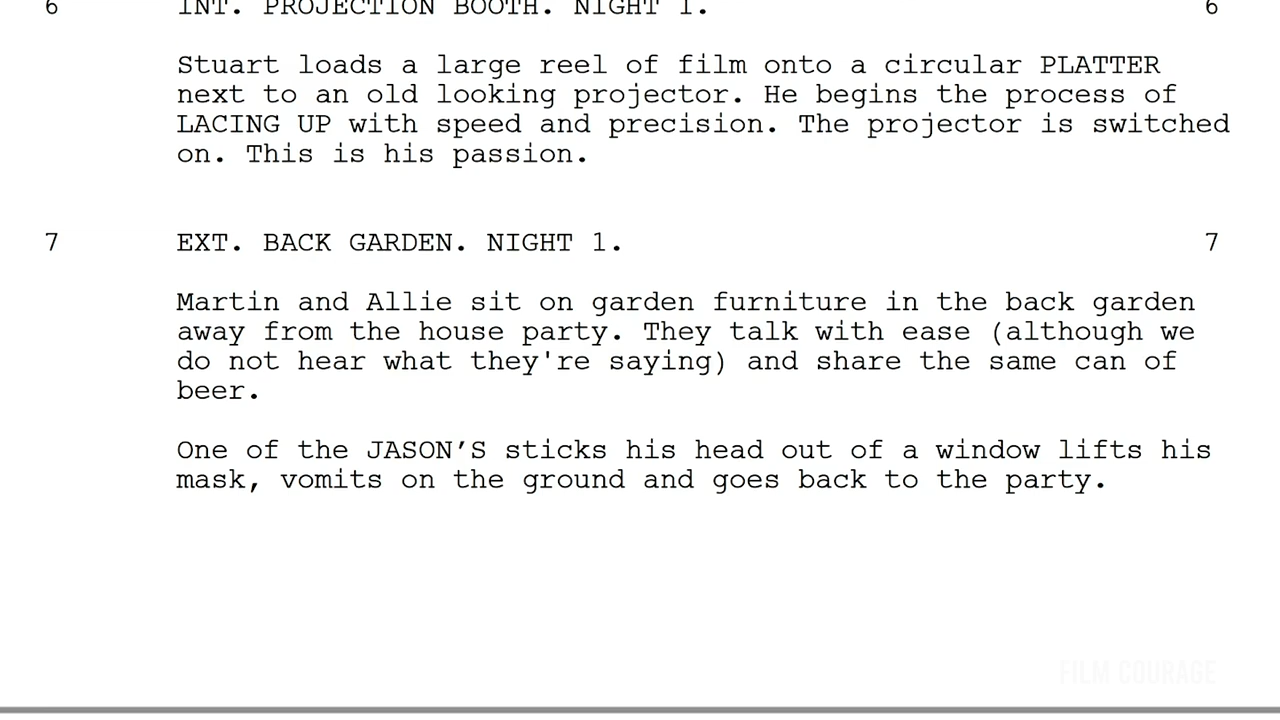 6 INT. PROJECTION BOOTH. NIGHT 1. 6
Stuart loads a large reel of film onto a circular PLATTER
next to an old looking projector. He begins the process of
LACING UP with speed and precision. The projector is switched
on. This is his passion.
7 EXT. BACK GARDEN. NIGHT 1. 7
Martin and Allie sit on garden furniture in the back garden
away from the house party. They talk with ease (although we
do not hear what they're saying) and share the same can of
beer.
One of the JASON’S sticks his head out of a window lifts his
mask, vomits on the ground and goes back to the party.
FILM COURAGE